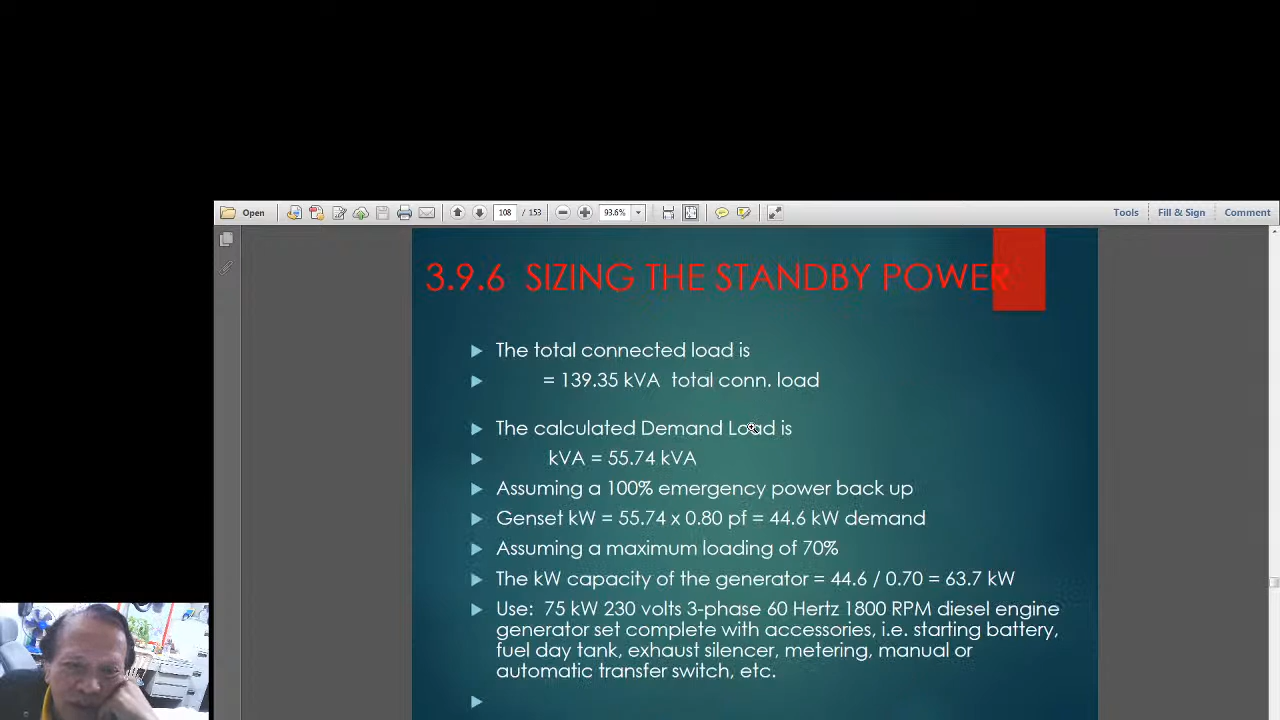 Open
108
/ 153
93.6%
Tools
Fill & Sign
Comment
3.9.6 SIZING THE STANDBY POWER
The total connected load is
= 139.35 kVA total conn. load
The calculated Demand Load is
kVA = 55.74 kVA
Assuming a 100% emergency power back up
Genset kW = 55.74 x 0.80 pf = 44.6 kW demand
Assuming a maximum loading of 70%
The kW capacity of the generator = 44.6 / 0.70 = 63.7 kW
Use: 75 kW 230 volts 3-phase 60 Hertz 1800 RPM diesel engine
generator set complete with accessories, i.e. starting battery,
fuel day tank, exhaust silencer, metering, manual or
automatic transfer switch, etc.